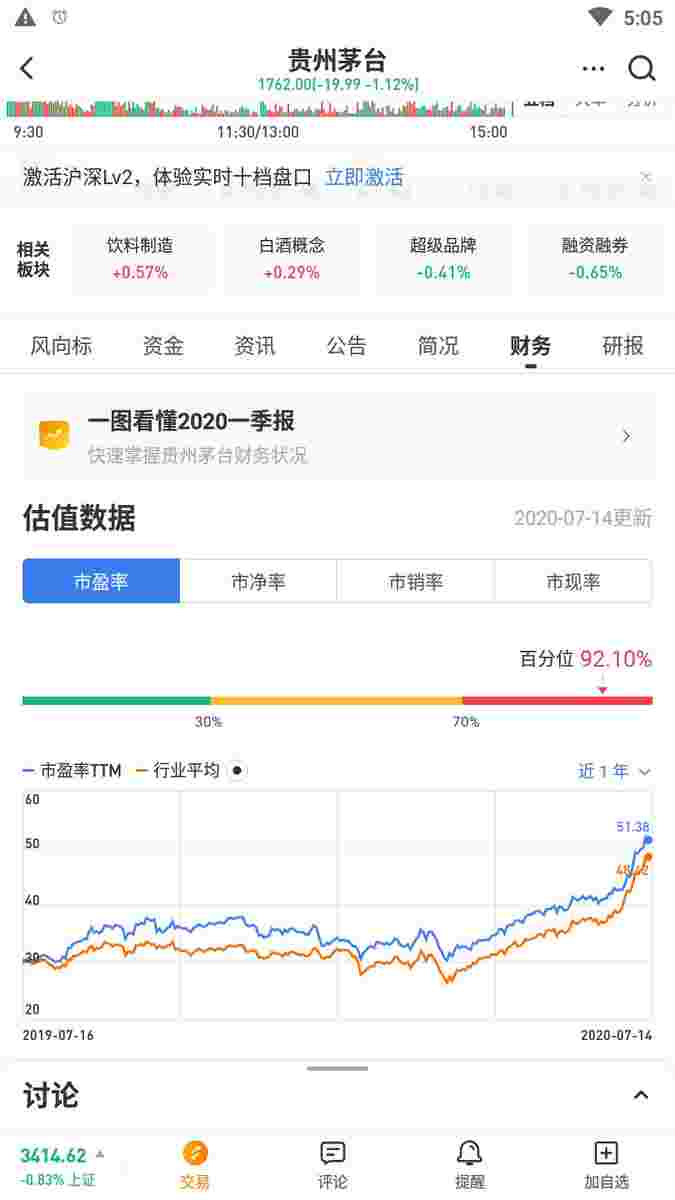 5:05
贵州茅台
1762.00(-19.99 -1.12%)
9:30 11:30/13:00 15:00
激活沪深Lv2，体验实时十档盘口 立即激活
相关板块
饮料制造 白酒概念 超级品牌 融资融券
+0.57% +0.29% -0.41% -0.65%
风向标 资金 资讯 公告 简况 财务 研报
一图看懂2020一季报
快速掌握贵州茅台财务状况
估值数据 2020-07-14更新
市盈率 市净率 市销率 市现率
百分位 92.10%
30% 70%
市盈率TTM 行业平均 近1年
60
51.38
50
40
30
20
2019-07-16 2020-07-14
讨论
3414.62
-0.83% 上证
交易 评论 提醒 加自选